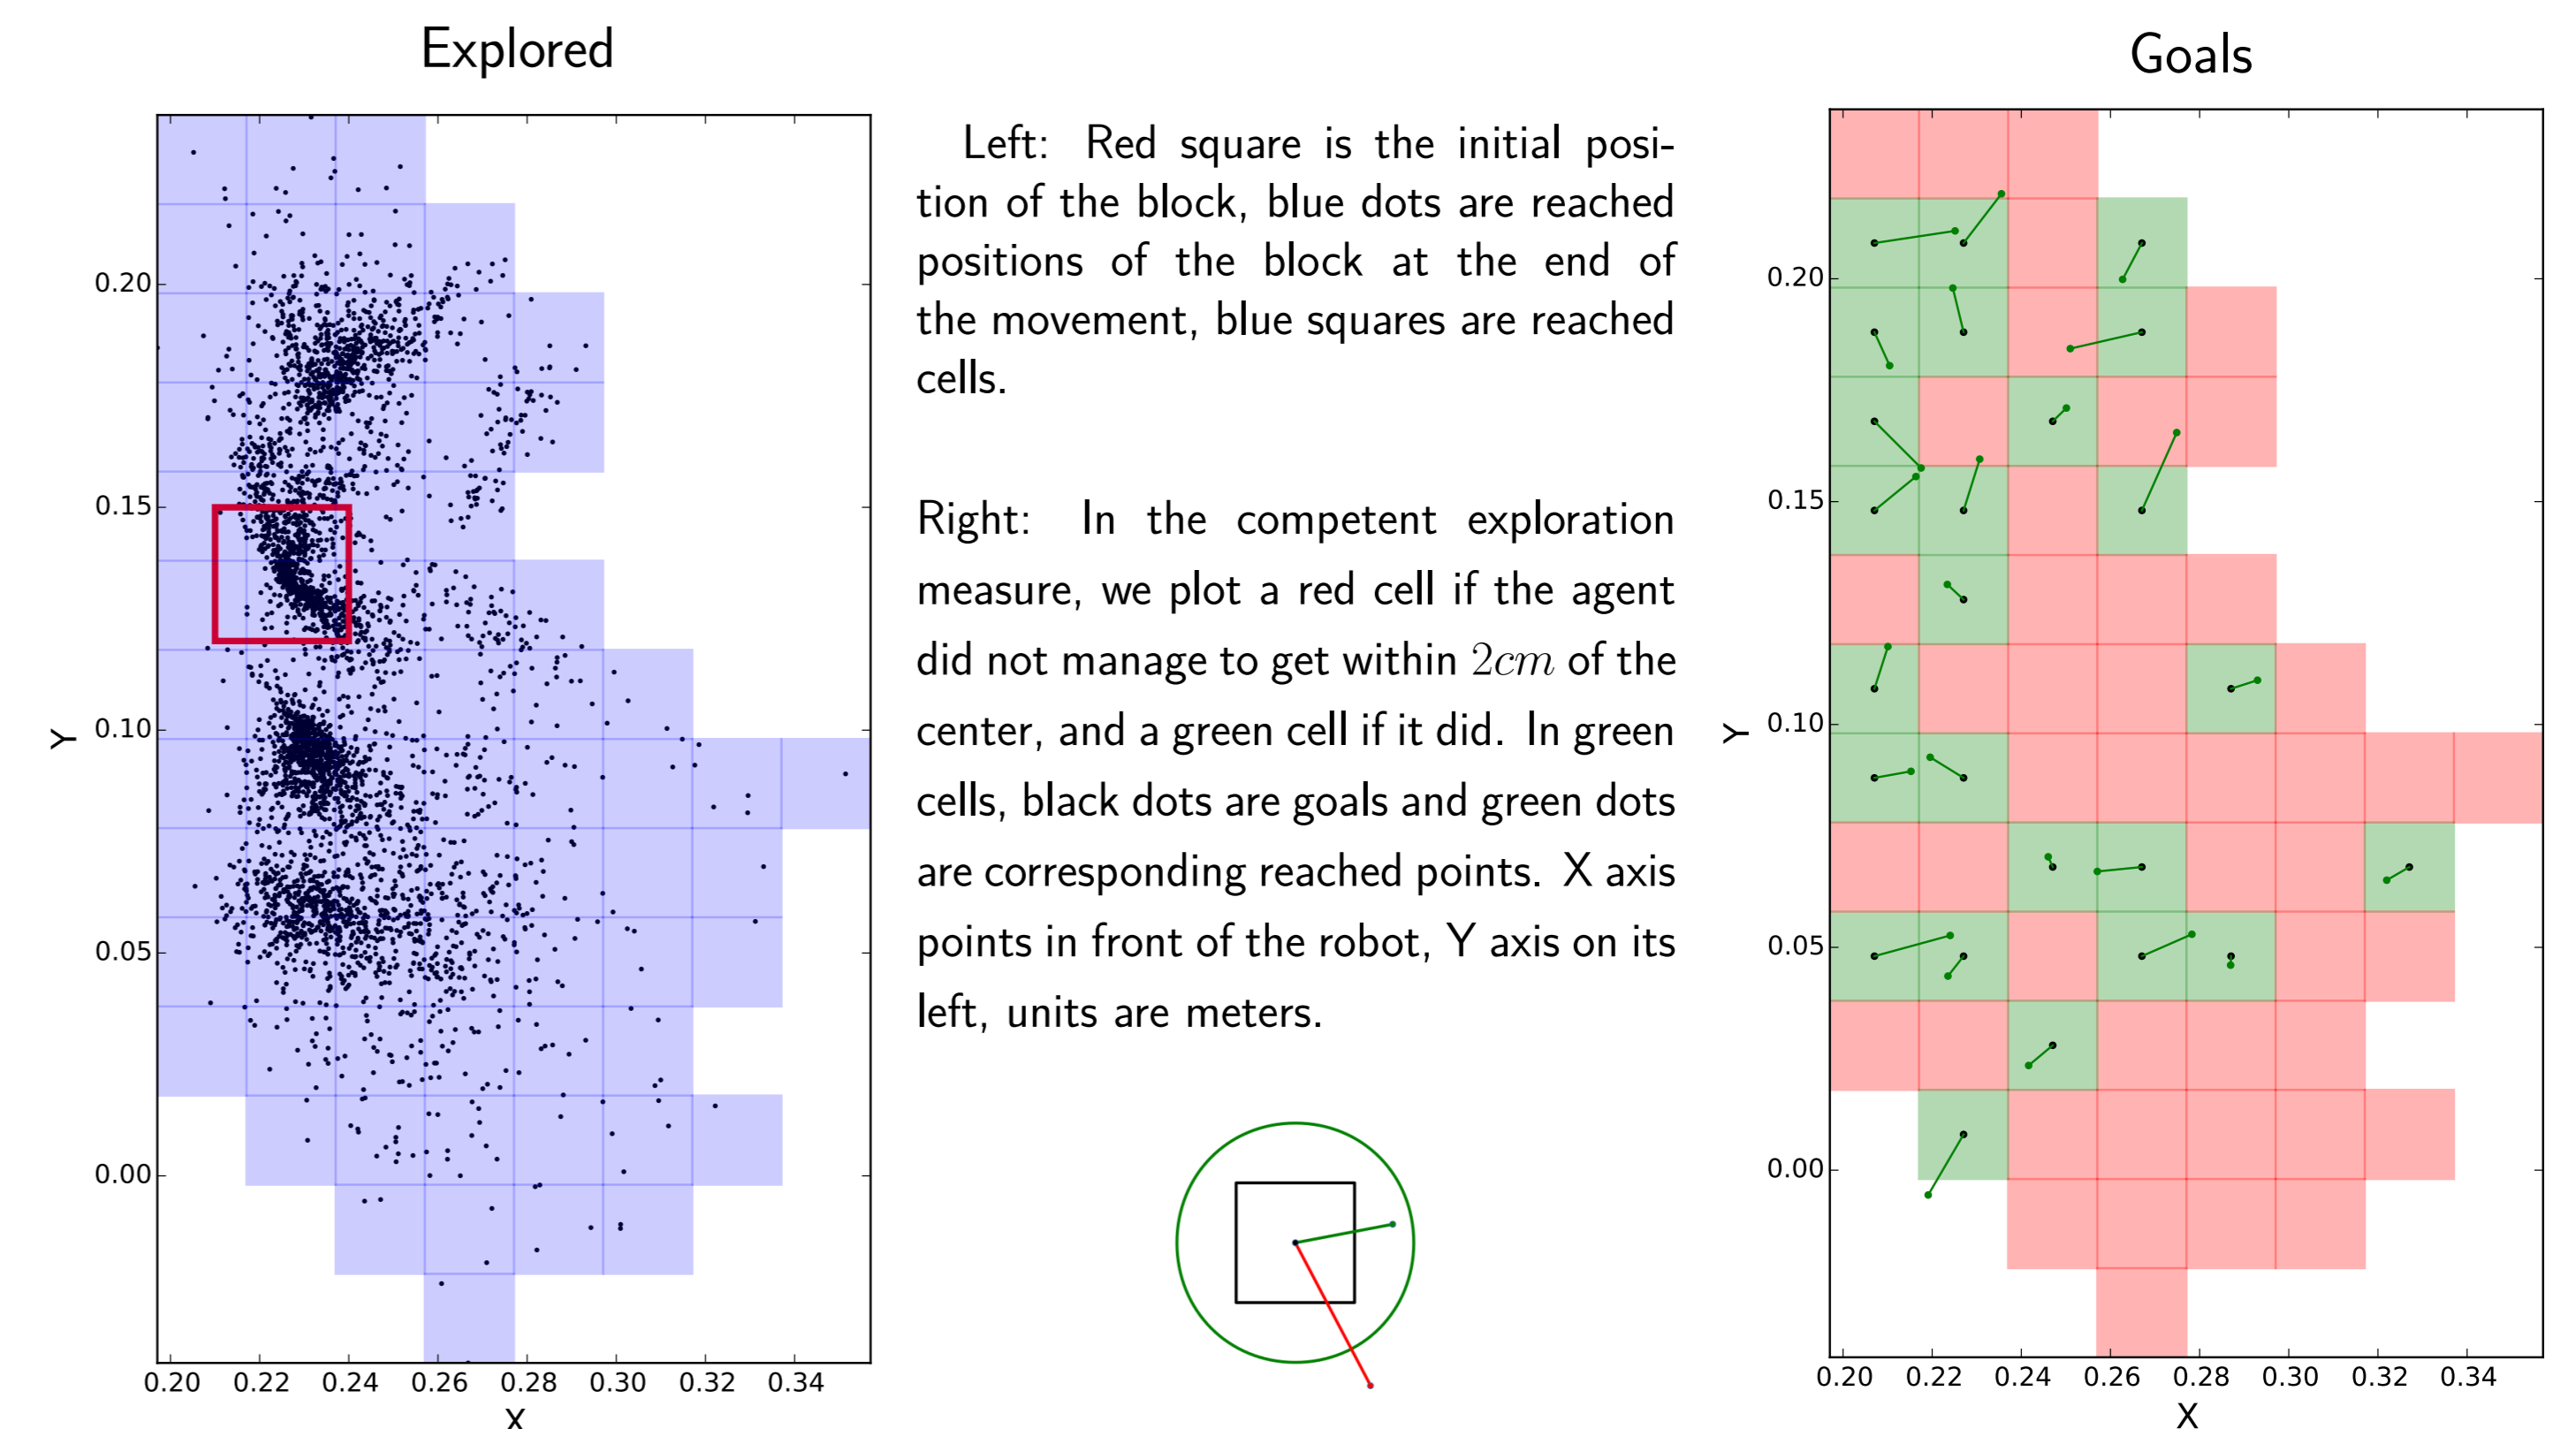 Explored
Y
0.20
0.15
0.10
0.05
0.00
0.20 0.22 0.24 0.26 0.28 0.30 0.32 0.34
X
Left: Red square is the initial posi-
tion of the block, blue dots are reached
positions of the block at the end of
the movement, blue squares are reached
cells.
Right: In the competent exploration
measure, we plot a red cell if the agent
did not manage to get within 2cm of the
center, and a green cell if it did. In green
cells, black dots are goals and green dots
are corresponding reached points. X axis
points in front of the robot, Y axis on its
left, units are meters.
Goals
Y
0.20
0.15
0.10
0.05
0.00
0.20 0.22 0.24 0.26 0.28 0.30 0.32 0.34
X